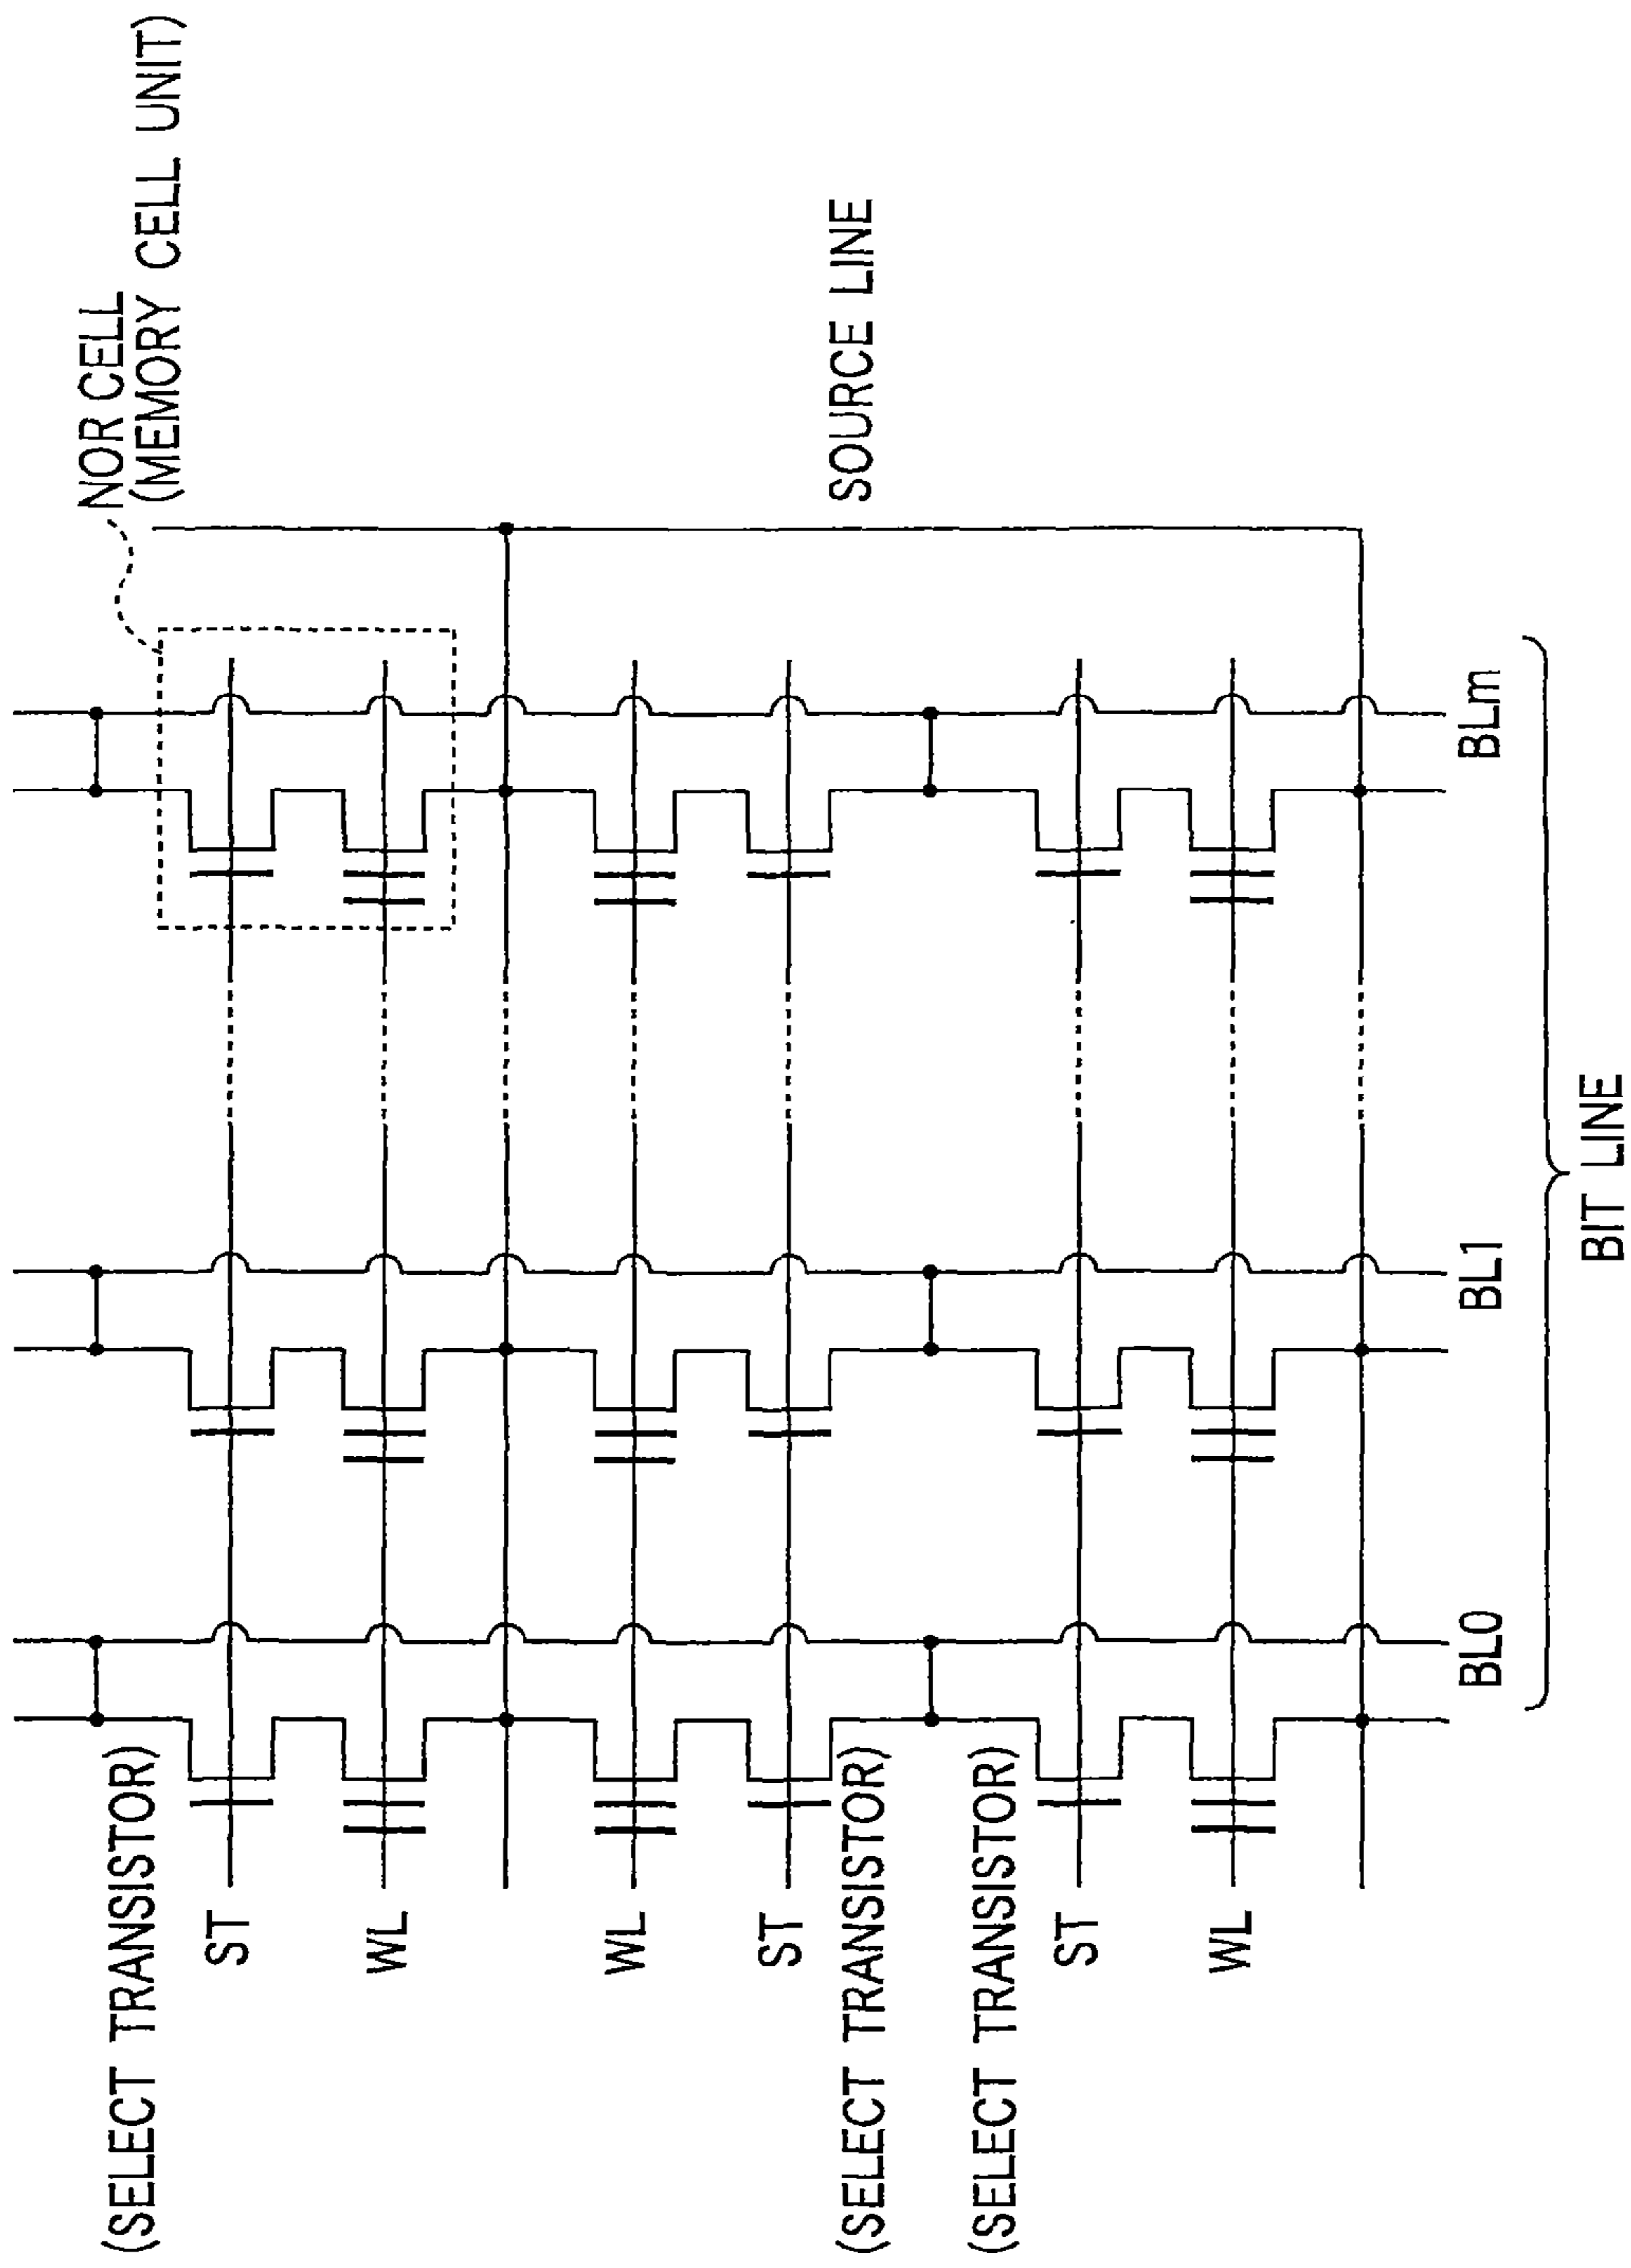 NOR CELL
(MEMORY CELL UNIT)
(SELECT TRANSISTOR)
ST
WL
SOURCE LINE
WL
ST
(SELECT TRANSISTOR)
(SELECT TRANSISTOR)
ST
WL
BL0
BL1
BLm
BIT LINE